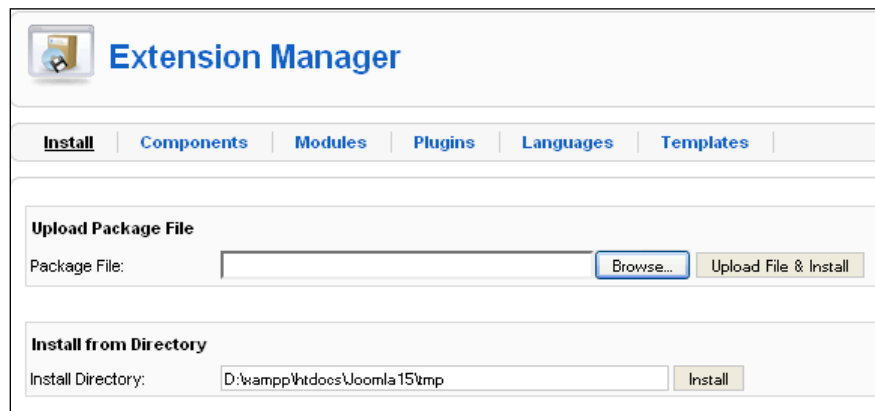 Extension Manager
Install Components Modules Plugins Languages Templates
Upload Package File
Package File: Browse... Upload File & Install
Install from Directory
Install Directory: D:\xampp\htdocs\Joomla15\tmp Install